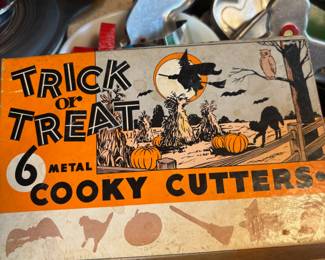 TRICK
or
TREAT
6 METAL
COOKY CUTTERS